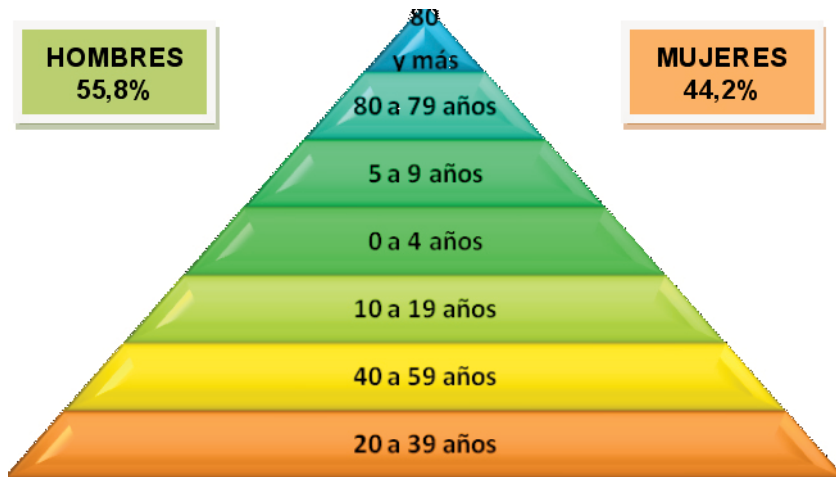 HOMBRES
55,8%
MUJERES
44,2%
80
y más
80 a 79 años
5 a 9 años
0 a 4 años
10 a 19 años
40 a 59 años
20 a 39 años